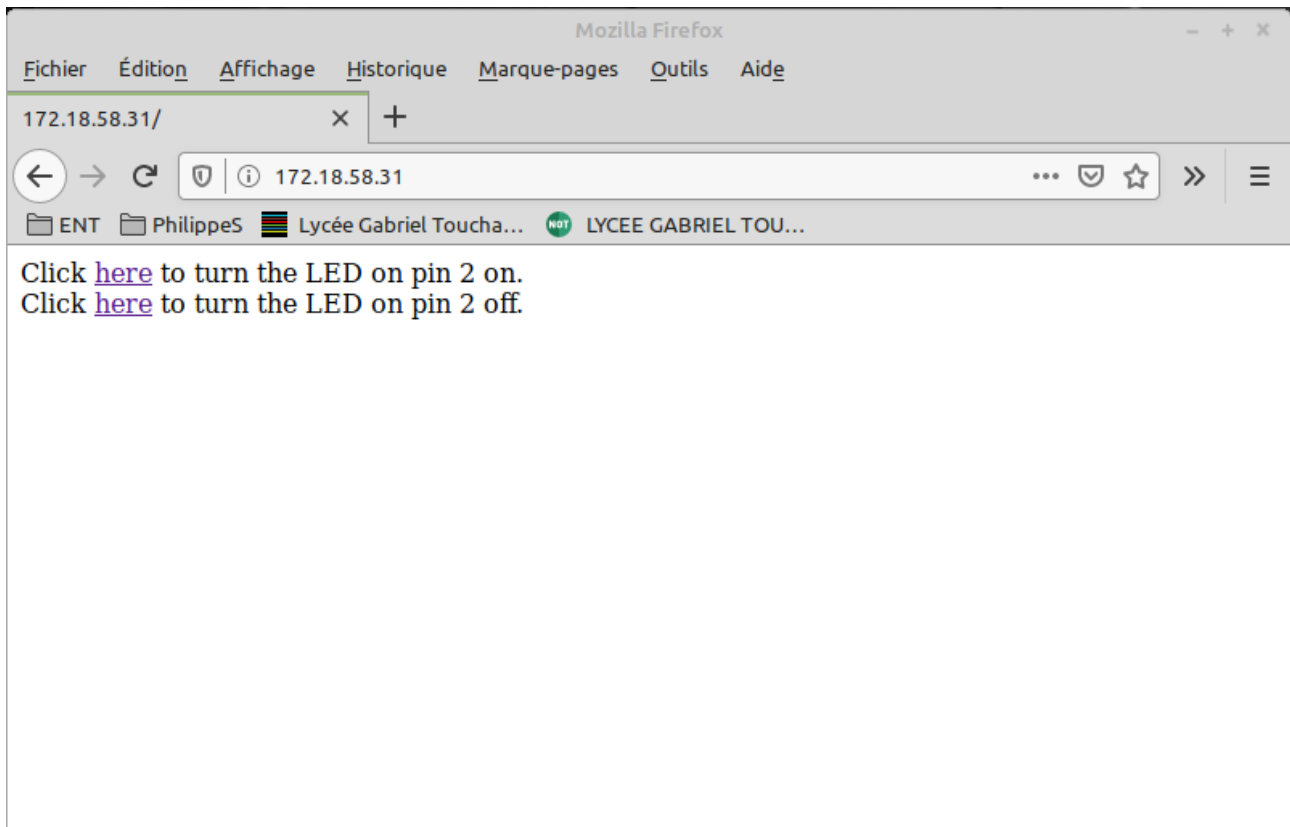 Mozilla Firefox
Fichier Édition Affichage Historique Marque-pages Outils Aide
172.18.58.31/
172.18.58.31
ENT PhilippeS Lycée Gabriel Toucha... NOT LYCEE GABRIEL TOU...
Click here to turn the LED on pin 2 on.
Click here to turn the LED on pin 2 off.